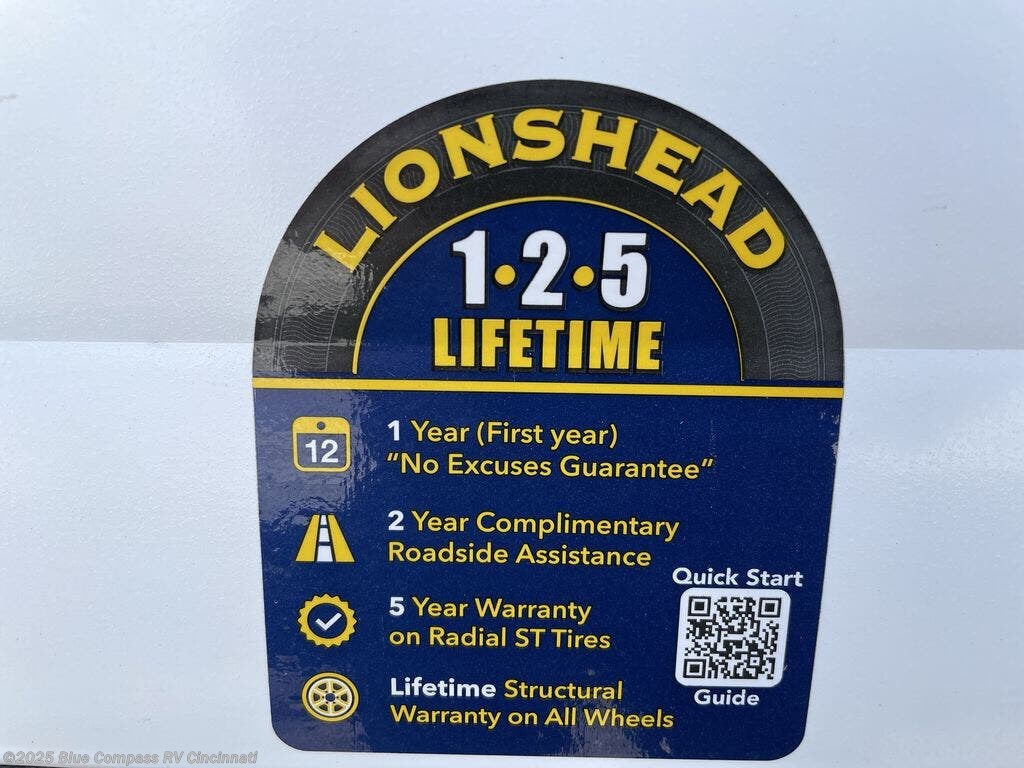 LIONSHEAD
1•2•5
LIFETIME
12
1 Year (First year)
"No Excuses Guarantee"
2 Year Complimentary
Roadside Assistance
5 Year Warranty
on Radial ST Tires
Quick Start
Guide
Lifetime Structural
Warranty on All Wheels
©2025 Blue Compass RV Cincinnati